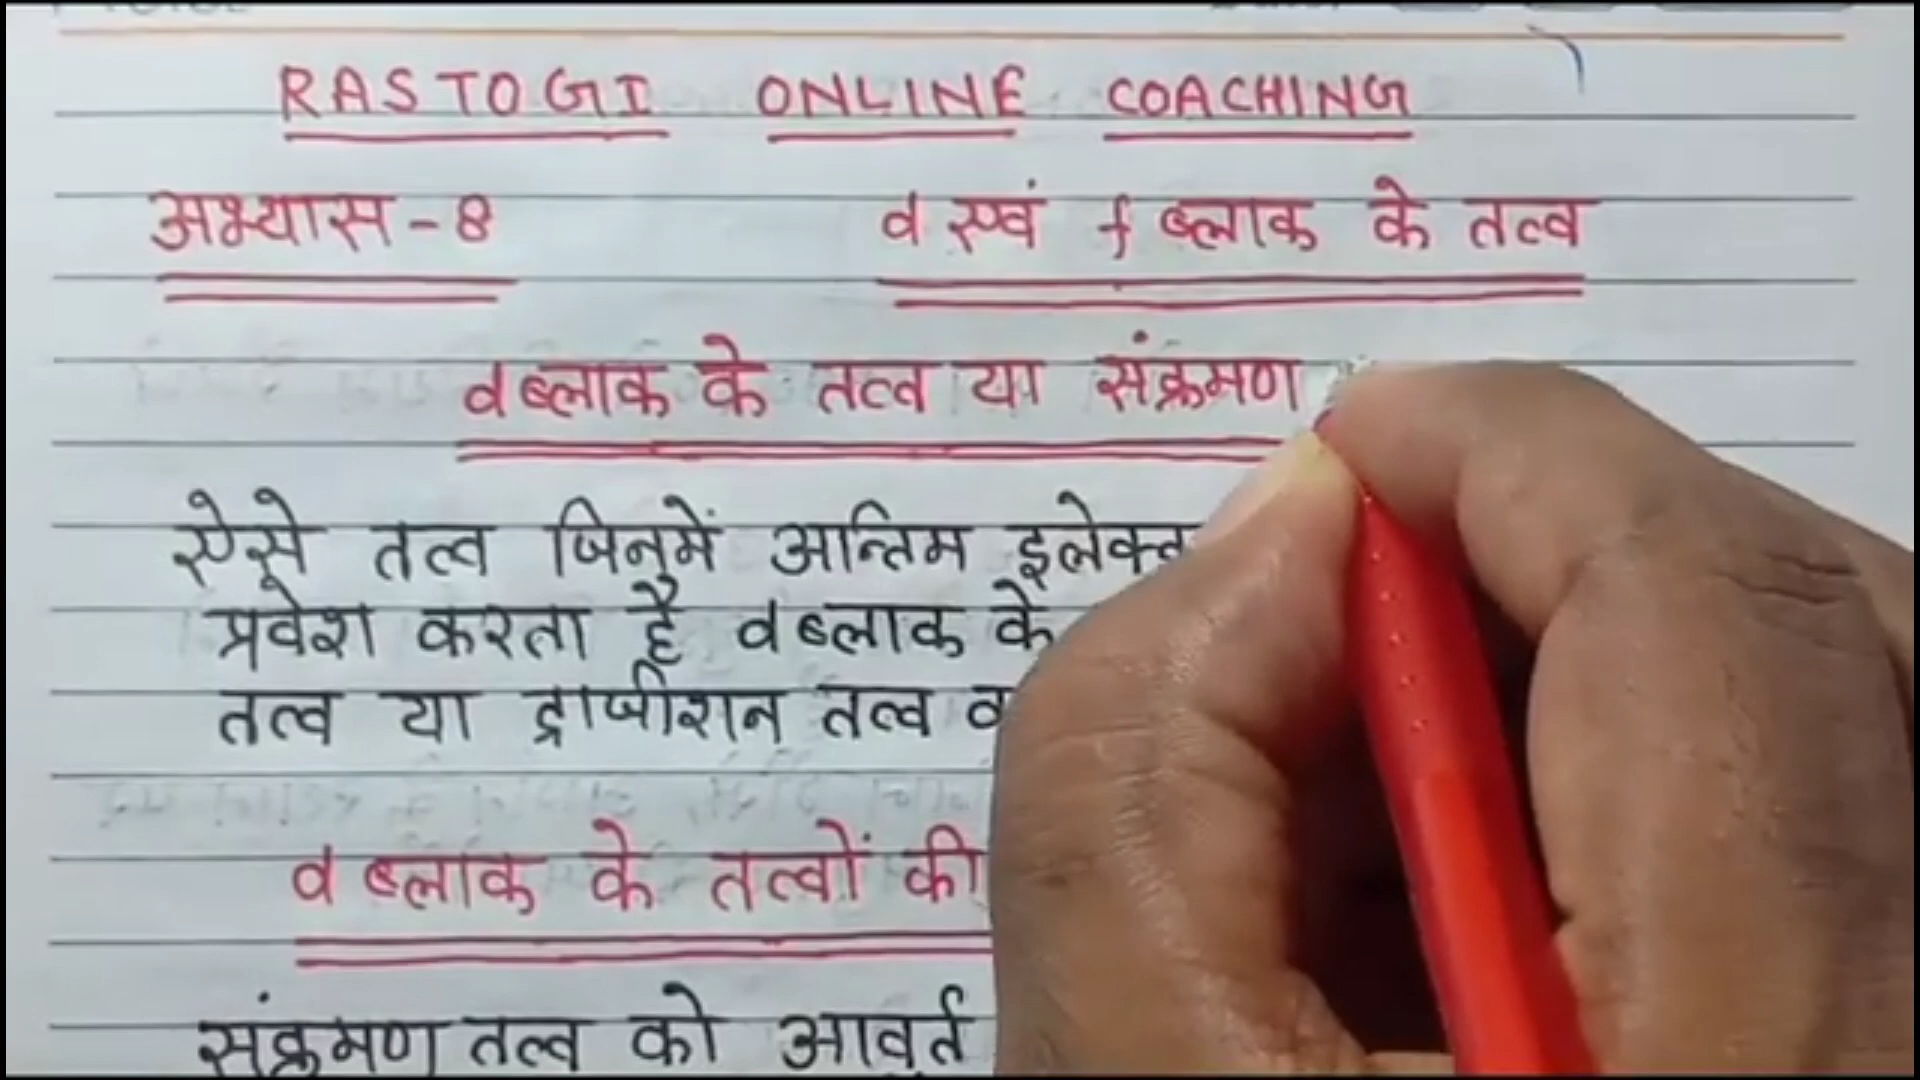 RASTOGI ONLINE COACHING
अभ्यास - 8 d एवं f ब्लाक के तत्व
d ब्लाक के तत्व या संक्रमण
ऐसे तत्व जिनमें अन्तिम
प्रवेश करता है d ब्लाक के
तत्व या ट्रांजीशन तत्व
d ब्लाक के तत्वों की
संक्रमण तत्व को आवर्त